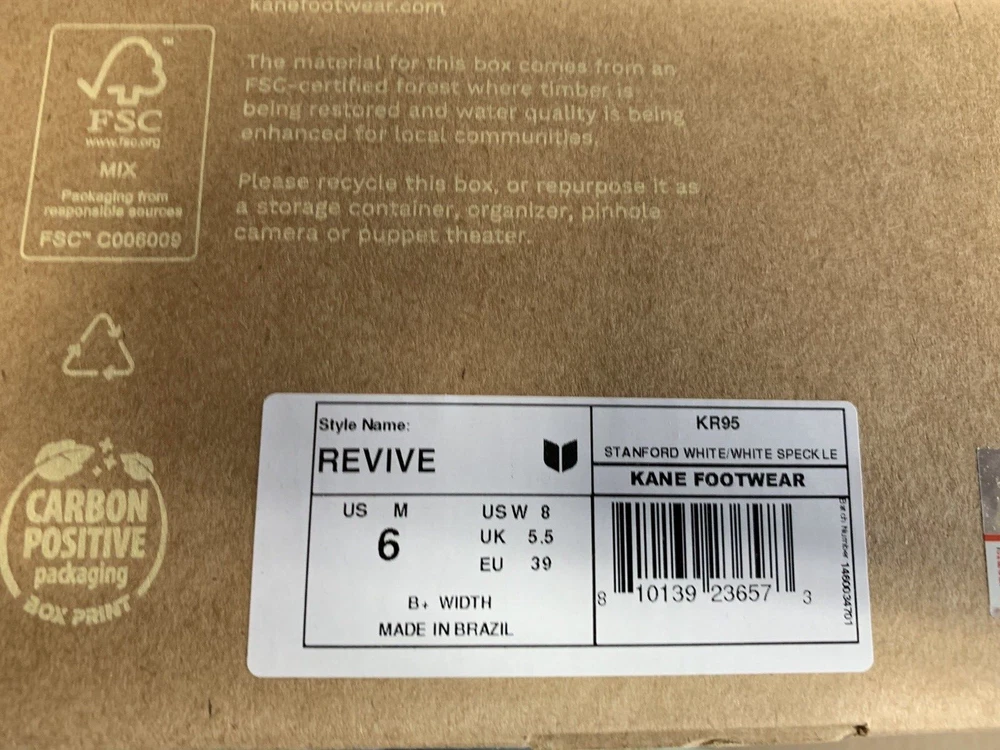 kanefootwear.com
The material for this box comes from an
FSC-certified forest where timber is
being restored and water quality is being
enhanced for local communities.
Please recycle this box, or repurpose it as
a storage container, organizer, pinhole
camera or puppet theater.
™
FSC
www.fsc.org
MIX
Packaging from
responsible sources
FSC™ C006009
CARBON
POSITIVE
packaging
BOX PRINT
Style Name:
REVIVE
US M
6
US W 8
UK 5.5
EU 39
B+ WIDTH
MADE IN BRAZIL
KR95
STANFORD WHITE/WHITE SPECKLE
KANE FOOTWEAR
8 10139 23657 3
Batch Number 1460034701